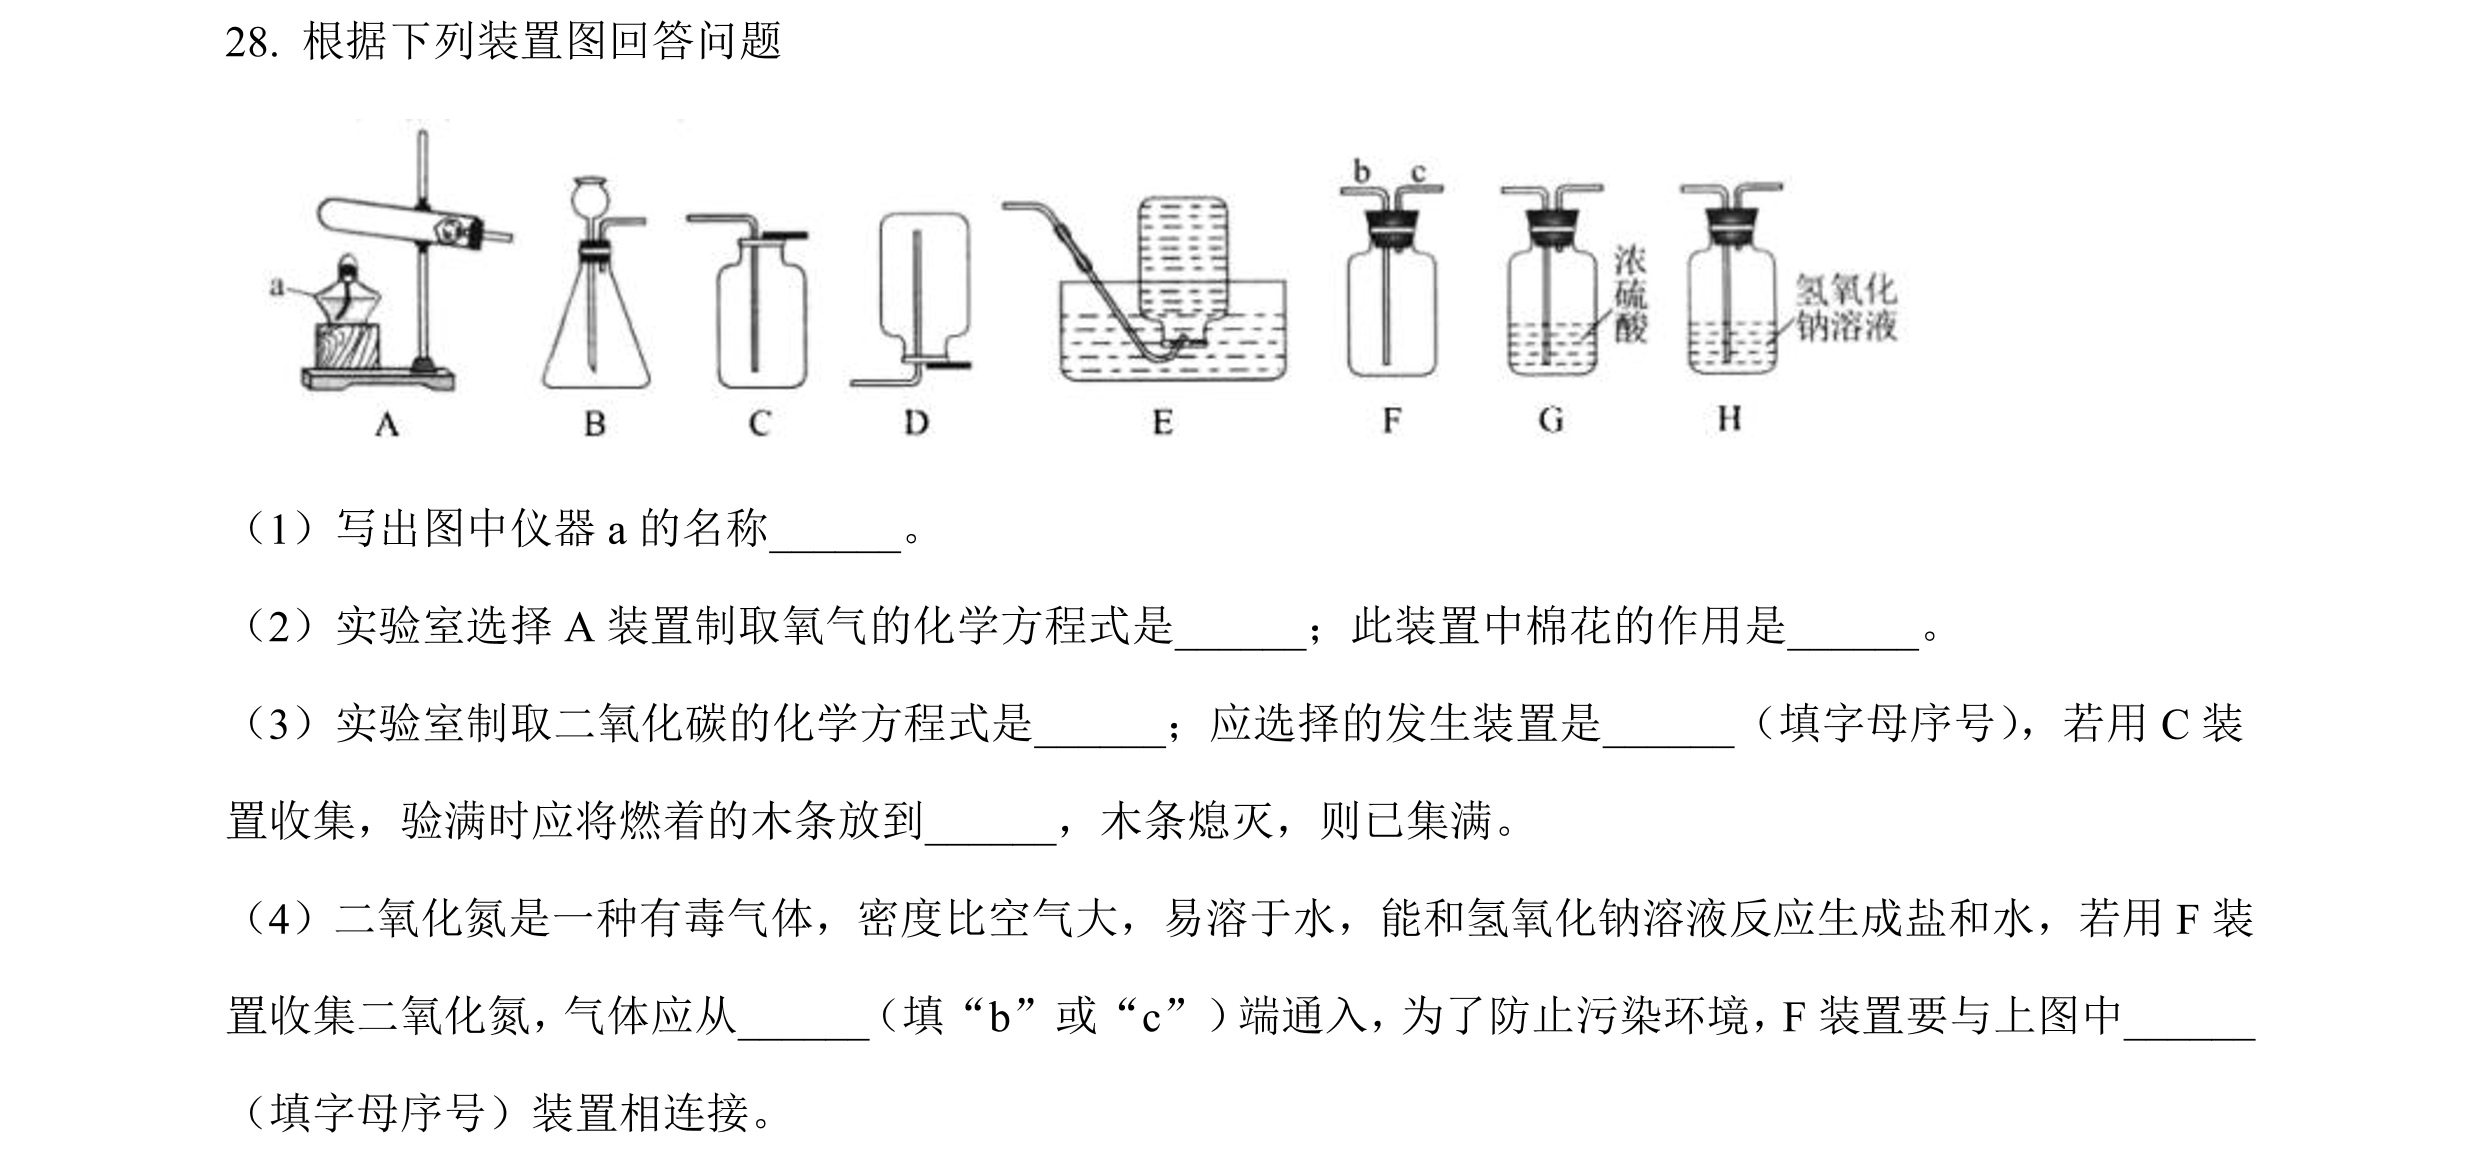 28. 根据下列装置图回答问题
b c
a
浓硫酸
氢氧化钠溶液
A B C D E F G H
（1）写出图中仪器 a 的名称______。
（2）实验室选择 A 装置制取氧气的化学方程式是______；此装置中棉花的作用是______。
（3）实验室制取二氧化碳的化学方程式是______；应选择的发生装置是______（填字母序号），若用 C 装
置收集，验满时应将燃着的木条放到______，木条熄灭，则已集满。
（4）二氧化氮是一种有毒气体，密度比空气大，易溶于水，能和氢氧化钠溶液反应生成盐和水，若用 F 装
置收集二氧化氮，气体应从______（填“b”或“c”）端通入，为了防止污染环境，F 装置要与上图中______
（填字母序号）装置相连接。